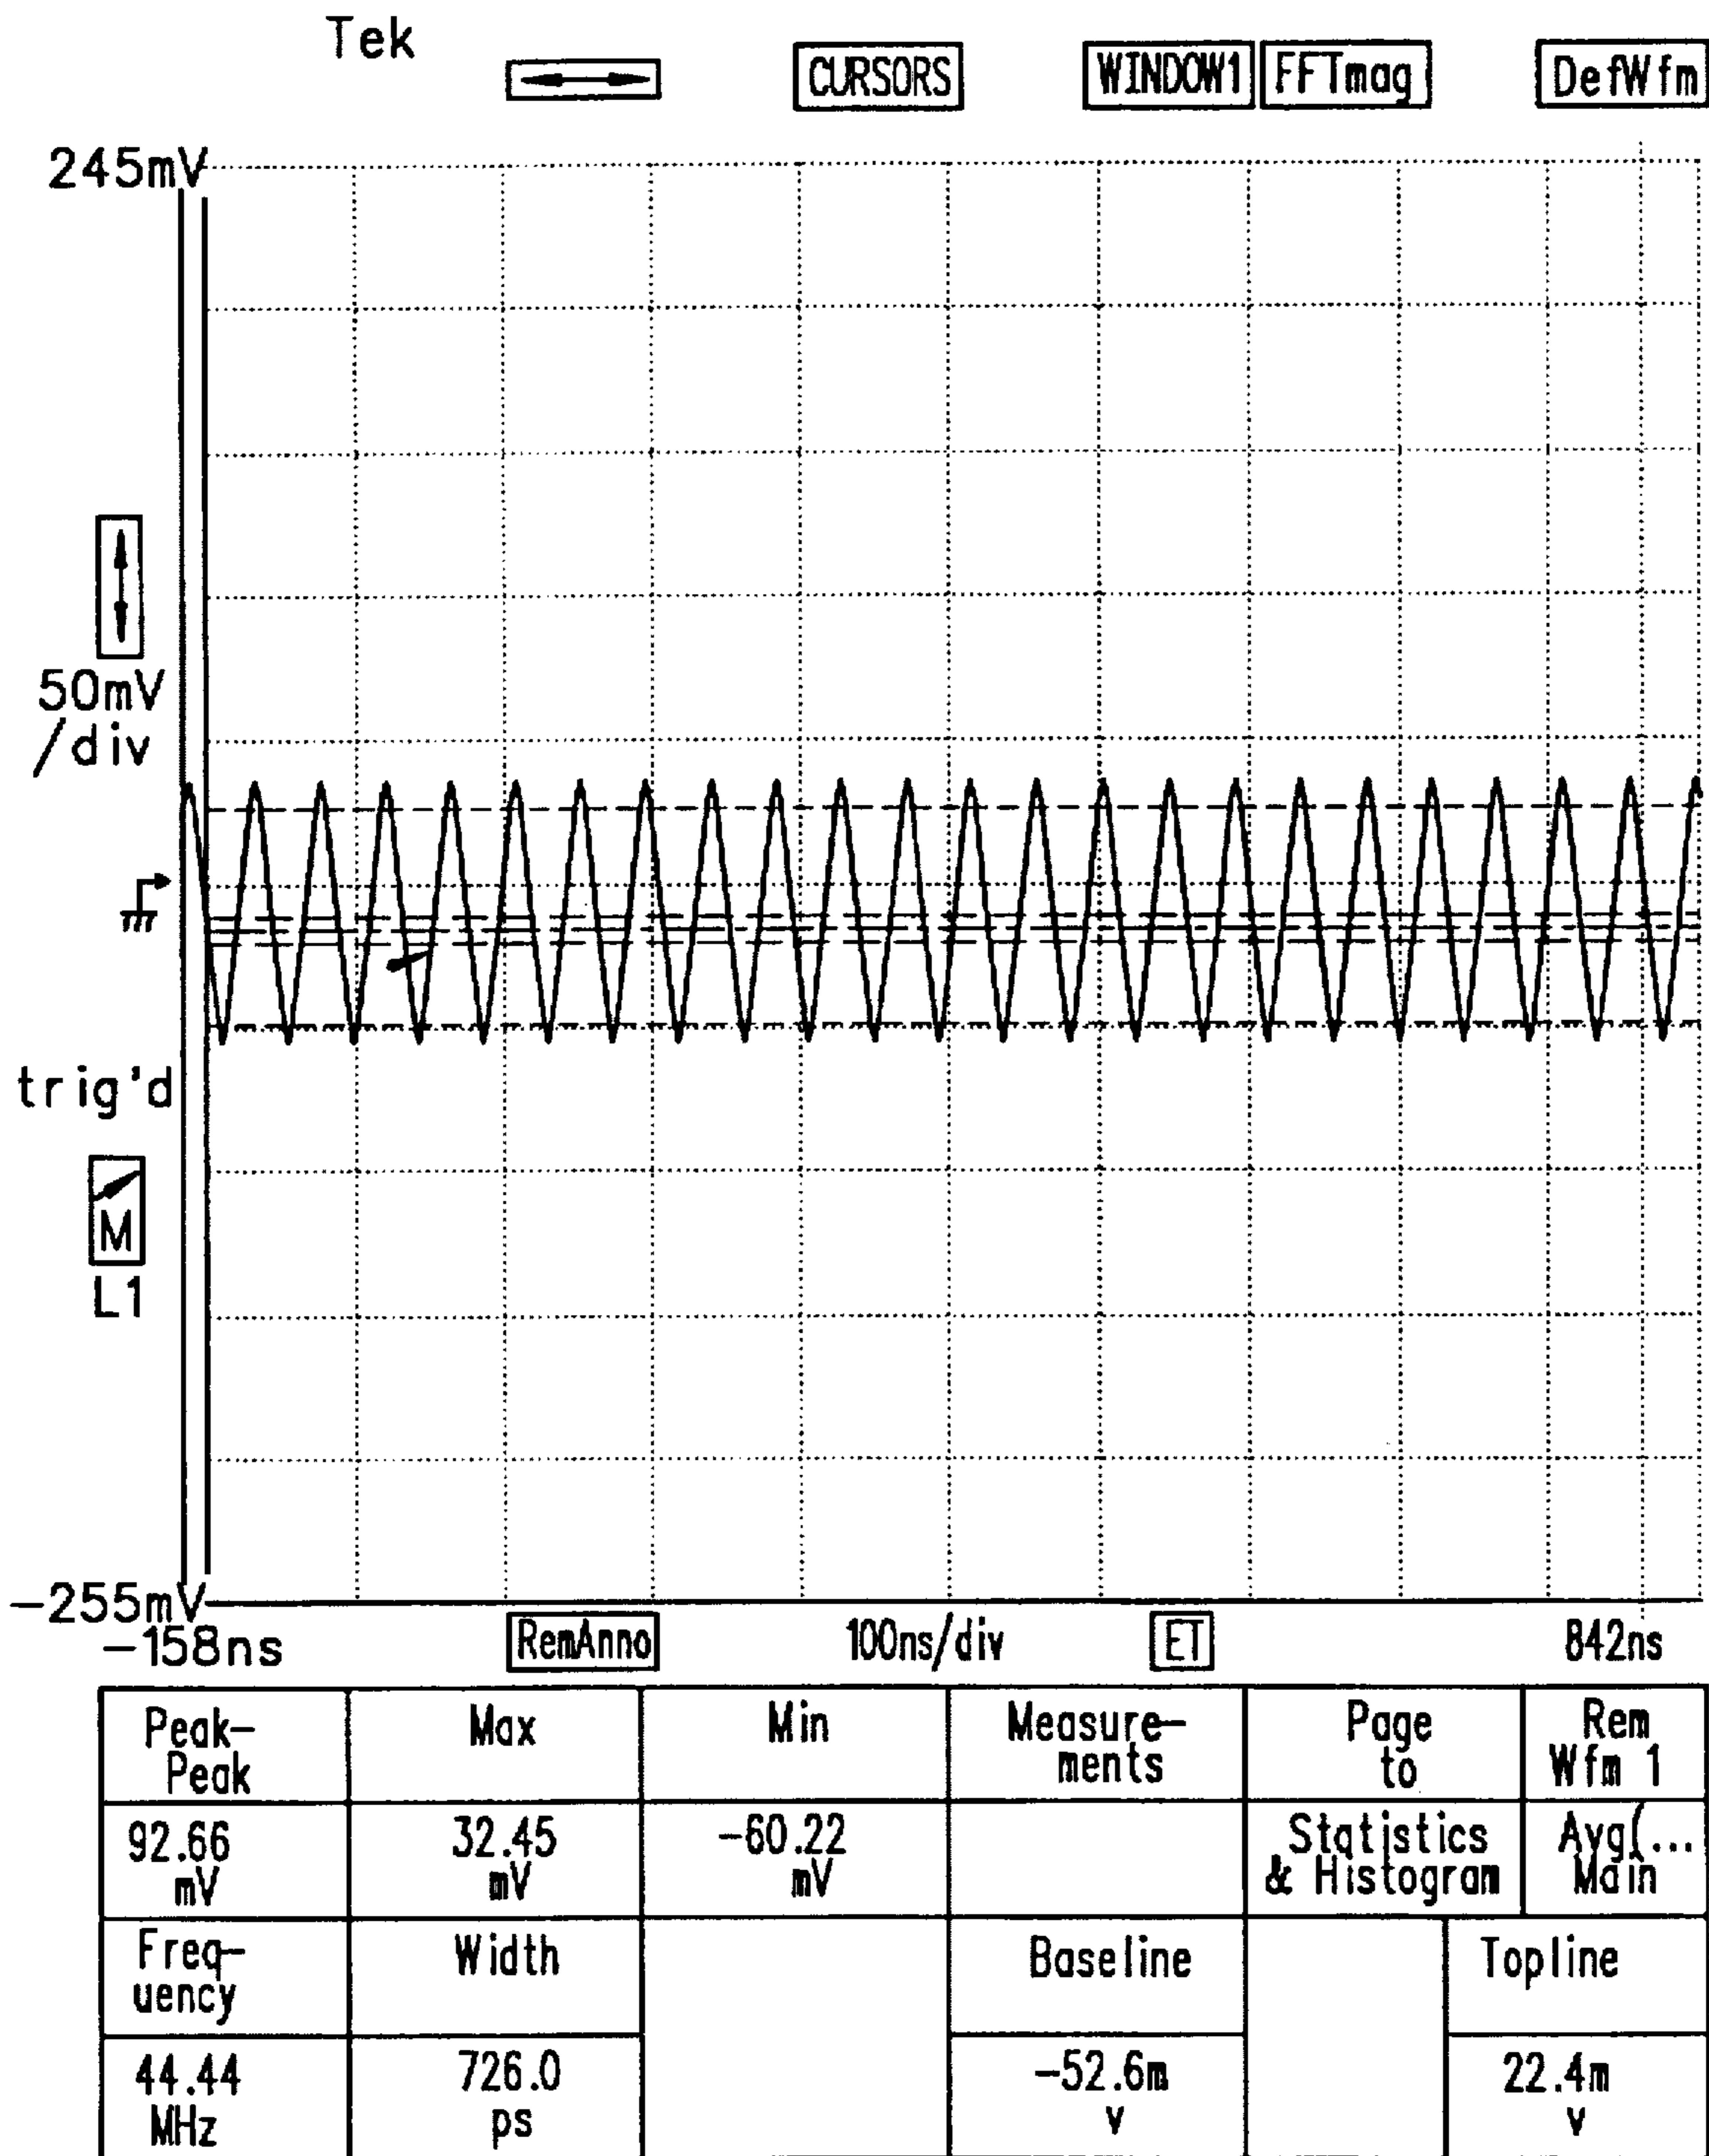 Tek
CURSORS WINDOW1 FFTmag DefWfm
245mV
50mV
/div
trig'd
M
L1
-255mV
-158ns RemAnno 100ns/div ET 842ns
Peak-
Peak
Max
Min
Measure-
ments
Page
to
Rem
Wfm 1
92.66
mV
32.45
mV
-60.22
mV
Statistics
& Histogram
Avg(...
Main
Freq-
uency
Width
Baseline
Topline
44.44
MHz
726.0
ps
-52.6m
v
22.4m
v